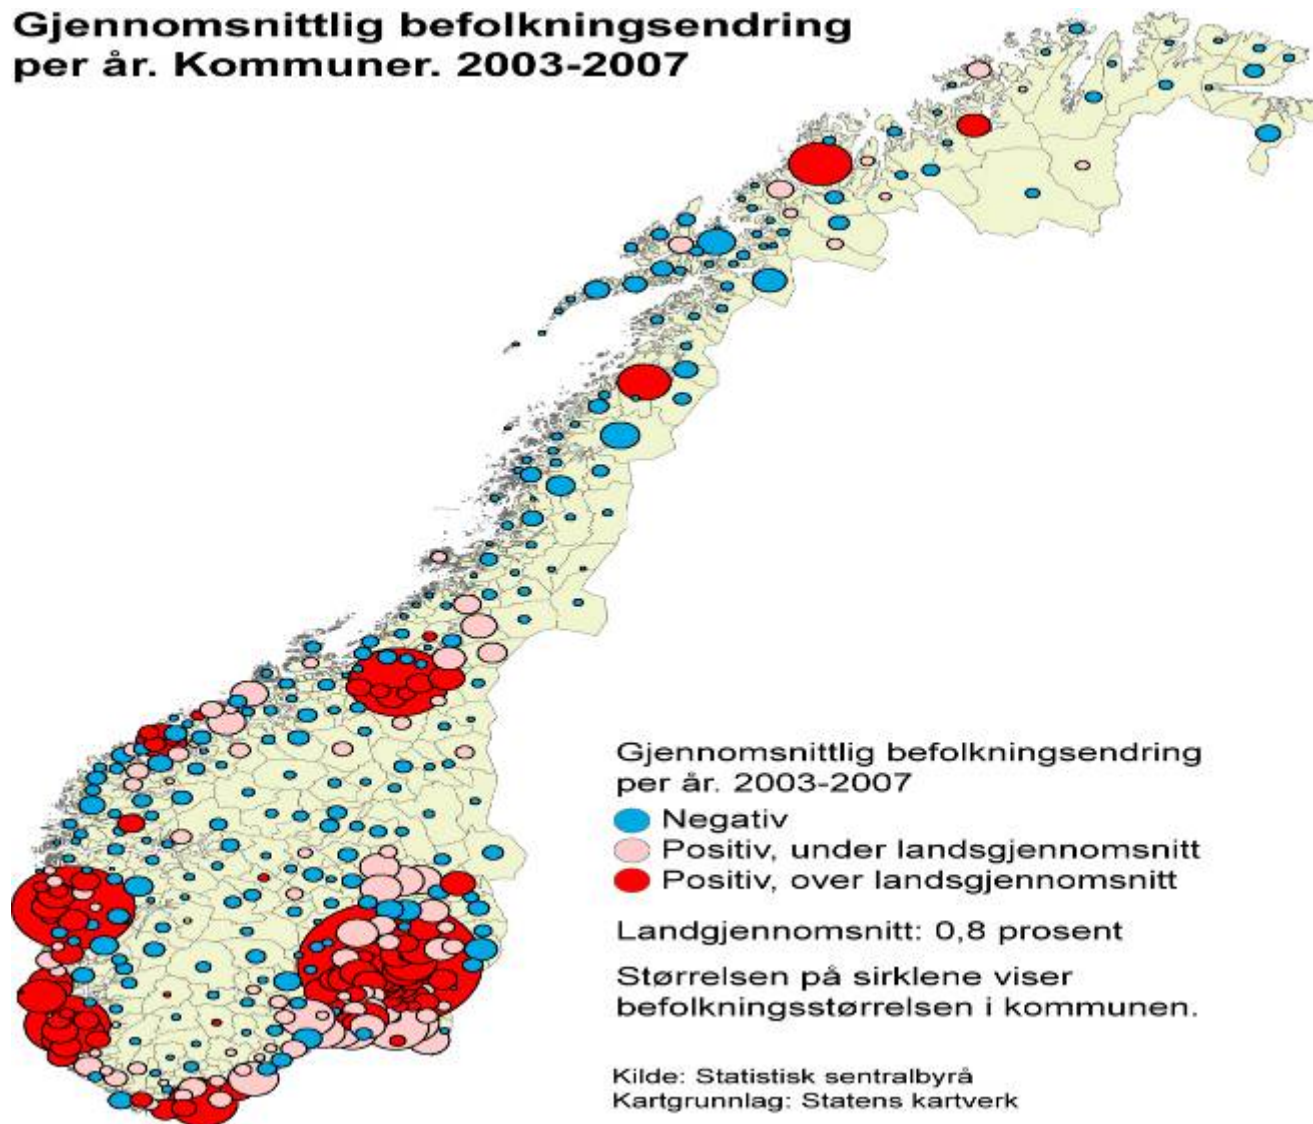 Gjennomsnittlig befolkningsendring
per år. Kommuner. 2003-2007
Gjennomsnittlig befolkningsendring
per år. 2003-2007
Negativ
Positiv, under landsgjennomsnitt
Positiv, over landsgjennomsnitt
Landgjennomsnitt: 0,8 prosent
Størrelsen på sirklene viser
befolkningsstørrelsen i kommunen.
Kilde: Statistisk sentralbyrå
Kartgrunnlag: Statens kartverk